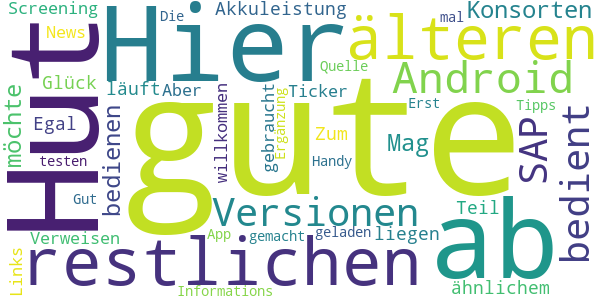 Screening
Hier
Akkuleistung
Die
mal
Konsorten
News
älteren
Hut
Glück
läuft
Aber
Quelle
Android
möchte
bedienen
gute
willkommen
gebraucht
Ergänzung
Ticker
Erst
Tipps
Egal
Zum
Mag
SAP
bedient
testen
Handy
Gut
Versionen
Teil
ab
Verweisen
App
gemacht
geladen
liegen
Links
restlichen
Informations
ähnlichem